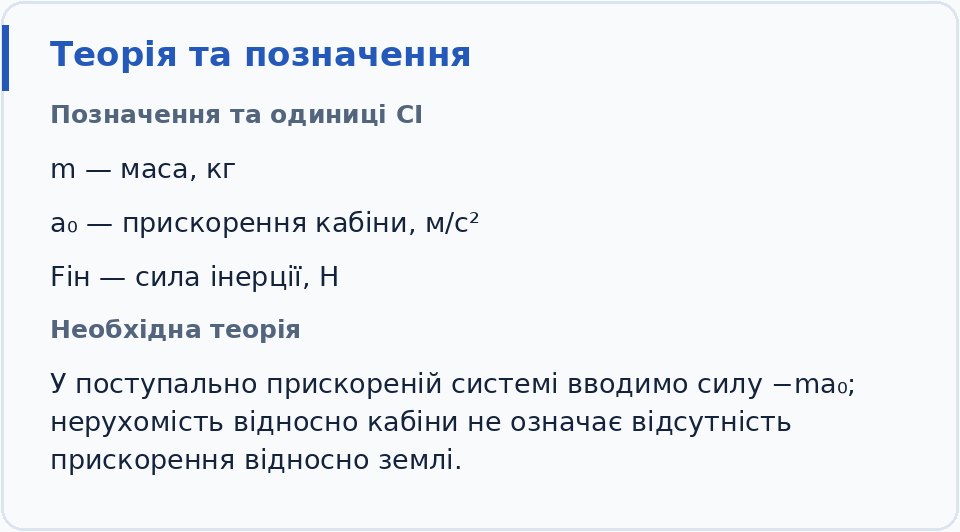 Теорія та позначення
Позначення та одиниці СІ
m — маса, кг
a₀ — прискорення кабіни, м/с²
Fін — сила інерції, Н
Необхідна теорія
У поступально прискореній системі вводимо силу −ma₀;
нерухомість відносно кабіни не означає відсутність
прискорення відносно землі.